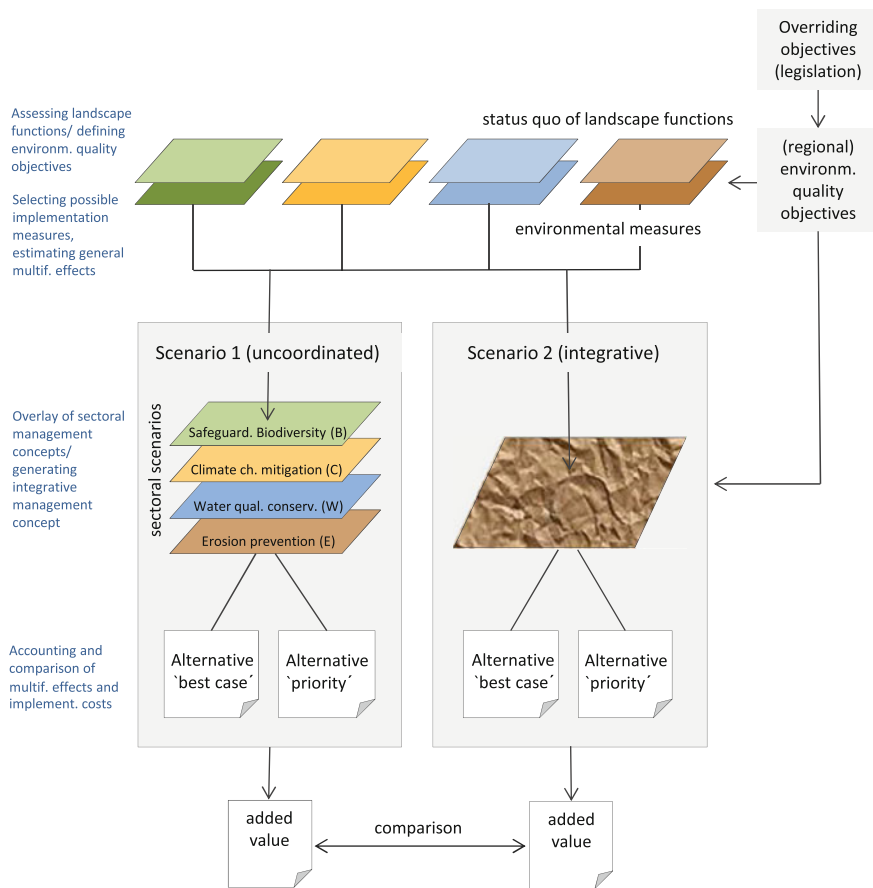 Overriding
objectives
(legislation)
Assessing landscape
functions/ defining
environm. quality
objectives
status quo of landscape functions
(regional)
environm.
quality
objectives
Selecting possible
implementation
measures,
estimating general
multif. effects
environmental measures
Scenario 1 (uncoordinated)
Scenario 2 (integrative)
Overlay of sectoral
management
concepts/
generating
integrative
management
concept
sectoral scenarios
Safeguard. Biodiversity (B)
Climate ch. mitigation (C)
Water qual. conserv. (W)
Erosion prevention (E)
Accounting and
comparison of
multif. effects and
implement. costs
Alternative
`best case´
Alternative
`priority´
Alternative
`best case´
Alternative
`priority´
added
value
comparison
added
value